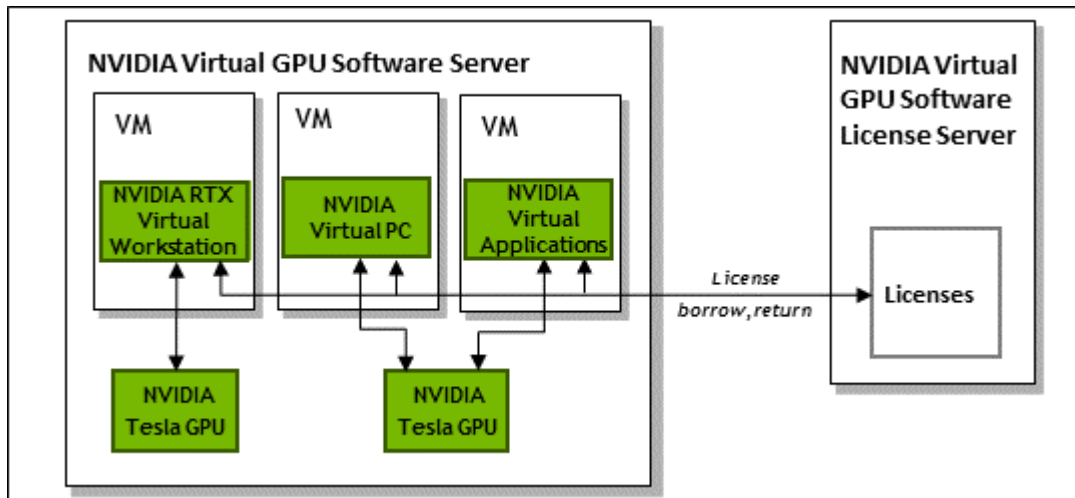 NVIDIA Virtual GPU Software Server
VM
NVIDIA RTX
Virtual
Workstation
VM
NVIDIA
Virtual PC
VM
NVIDIA
Virtual
Applications
NVIDIA
Tesla GPU
NVIDIA
Tesla GPU
License
borrow,return
NVIDIA Virtual
GPU Software
License Server
Licenses